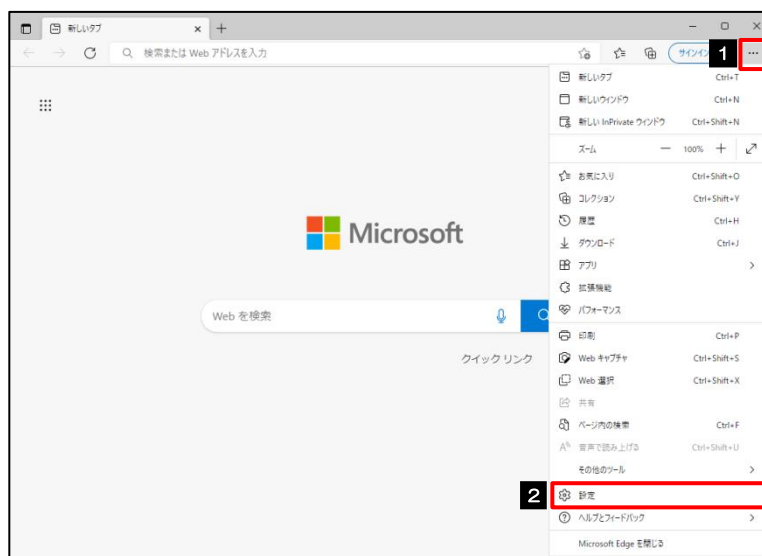 新しいタブ
検索または Web アドレスを入力
サインイン
1
新しいタブ Ctrl+T
新しいウィンドウ Ctrl+N
新しい InPrivate ウィンドウ Ctrl+Shift+N
ズーム 100%
お気に入り Ctrl+Shift+O
コレクション Ctrl+Shift+Y
履歴 Ctrl+H
ダウンロード Ctrl+J
アプリ
拡張機能
パフォーマンス
印刷 Ctrl+P
Web キャプチャ Ctrl+Shift+S
Web 選択 Ctrl+Shift+X
共有
ページ内の検索 Ctrl+F
音声で読み上げる Ctrl+Shift+U
その他のツール
2
設定
ヘルプとフィードバック
Microsoft Edge を閉じる
Microsoft
Web を検索
クイック リンク